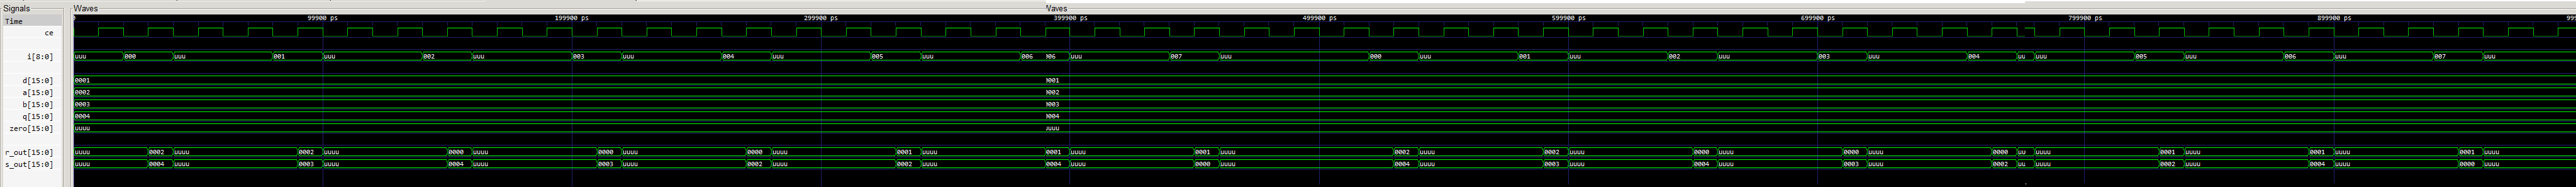 Signals Waves Waves
Time 99900 ps 199900 ps 299900 ps 399900 ps 499900 ps 599900 ps 699900 ps 799900 ps 899900 ps
ce
i[8:0] uuu 000 uuu 001 uuu 002 uuu 003 uuu 004 uuu 005 uuu 006 006 uuu 007 uuu 000 uuu 001 uuu 002 uuu 003 uuu 004 uu uuu 005 uuu 006 uuu 007 uuu
d[15:0] 0001 0001
a[15:0] 0002 0002
b[15:0] 0003 0003
q[15:0] 0004 0004
zero[15:0] uuuu uuuu
r_out[15:0] uuuu 0002 uuuu 0002 uuuu 0000 uuuu 0000 uuuu 0000 uuuu 0001 uuuu 0001 uuuu 0001 uuuu 0002 uuuu 0002 uuuu 0000 uuuu 0000 uuuu 0000 uu uuuu 0001 uuuu 0001 uuuu 0001 uuuu
s_out[15:0] uuuu 0004 uuuu 0003 uuuu 0004 uuuu 0003 uuuu 0002 uuuu 0002 uuuu 0004 uuuu 0000 uuuu 0004 uuuu 0003 uuuu 0004 uuuu 0003 uuuu 0002 uu uuuu 0002 uuuu 0004 uuuu 0000 uuuu